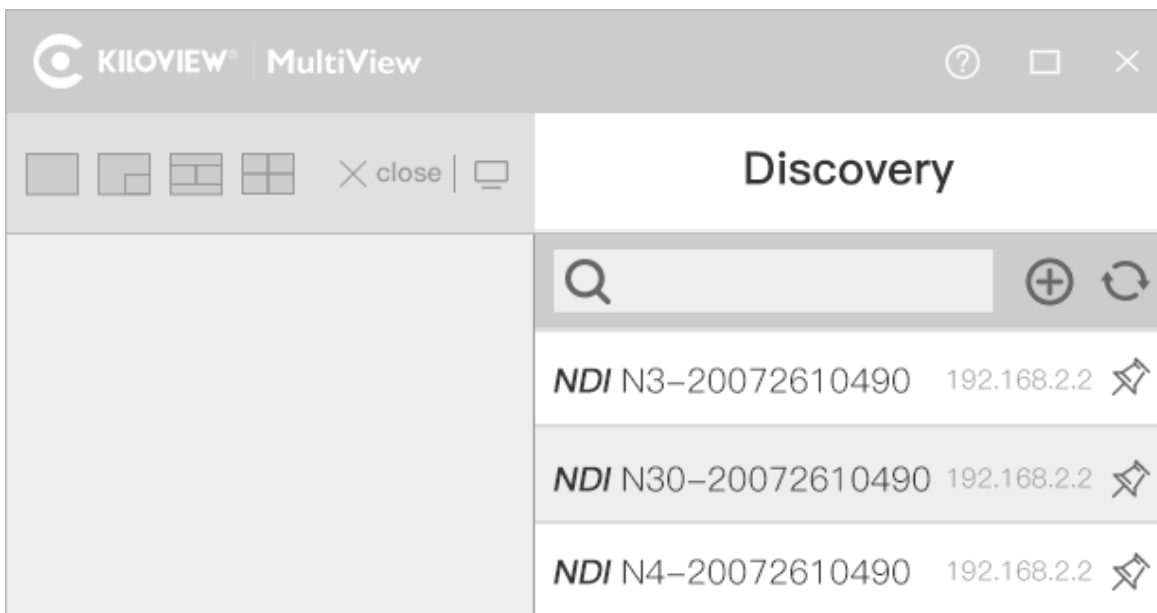 KILOVIEW® MultiView
close
Discovery
NDI N3-20072610490 192.168.2.2
NDI N30-20072610490 192.168.2.2
NDI N4-20072610490 192.168.2.2